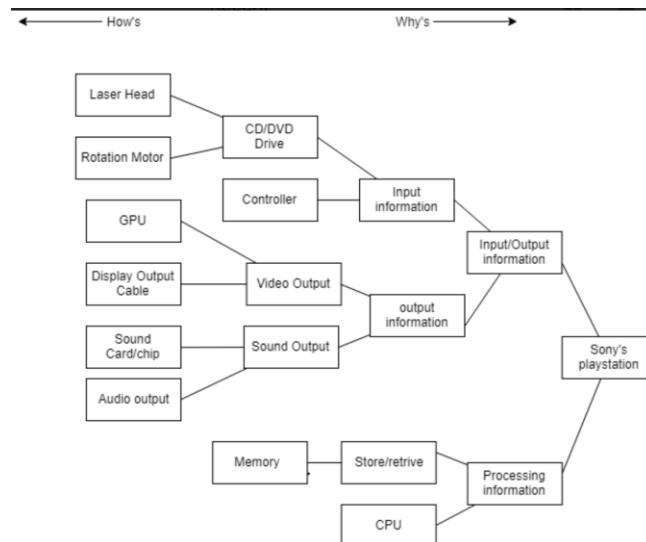 How's
Why's
Laser Head
CD/DVD
Drive
Rotation Motor
Controller
Input
information
GPU
Input/Output
information
Display Output
Cable
Video Output
output
information
Sound
Card/chip
Sound Output
Sony's
playstation
Audio output
Memory
Store/retrive
Processing
information
CPU